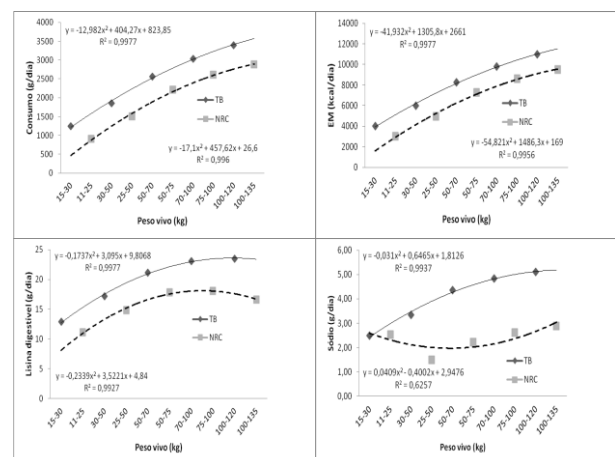 y = -12,982x² + 404,27x + 823,85
R² = 0,9977
4000
3500
3000
2500
2000
1500
1000
500
0
Consumo (g/dia)
TB
NRC
-17,1x² + 457,62x + 26,6
R² = 0,996
15-30
11-25
30-50
25-50
50-70
50-75
70-100
75-100
100-120
100-135
Peso vivo (kg)
y = -41,932x² + 1305,8x + 2661
R² = 0,9977
14000
12000
10000
8000
6000
4000
2000
0
EM (kcal/dia)
TB
NRC
-54,821x² + 1486,3x + 169
R² = 0,9956
15-30
11-25
30-50
25-50
50-70
50-75
70-100
75-100
100-120
100-135
Peso vivo (kg)
y = -0,1737x² + 3,095x + 9,8068
R² = 0,9977
25
20
15
10
5
0
Lisina digestível (g/dia)
TB
NRC
y = -0,2339x² + 3,5221x + 4,84
R² = 0,9927
15-30
11-25
30-50
25-50
50-70
50-75
70-100
75-100
100-120
100-135
Peso vivo (kg)
y = -0,031x² + 0,6465x + 1,8126
R² = 0,9937
6,00
5,00
4,00
3,00
2,00
1,00
0,00
Sódio (g/dia)
TB
NRC
y = 0,0409x² - 0,4002x + 2,9476
R² = 0,6257
15-30
11-25
30-50
25-50
50-70
50-75
70-100
75-100
100-120
100-135
Peso vivo (kg)